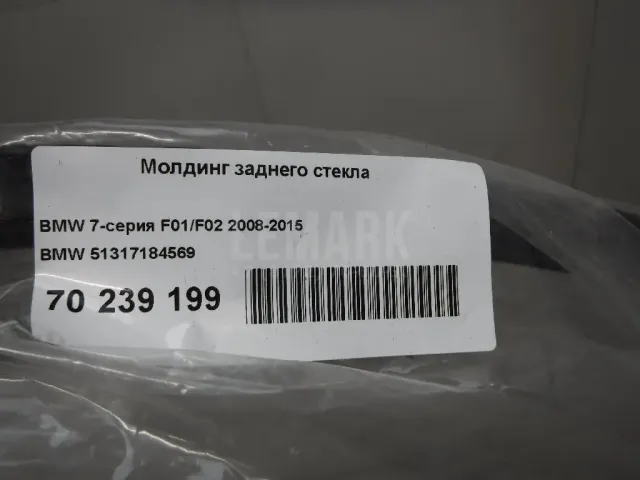 Молдинг заднего стекла
BMW 7-серия F01/F02 2008-2015
LEMARK
BMW 51317184569
70 239 199